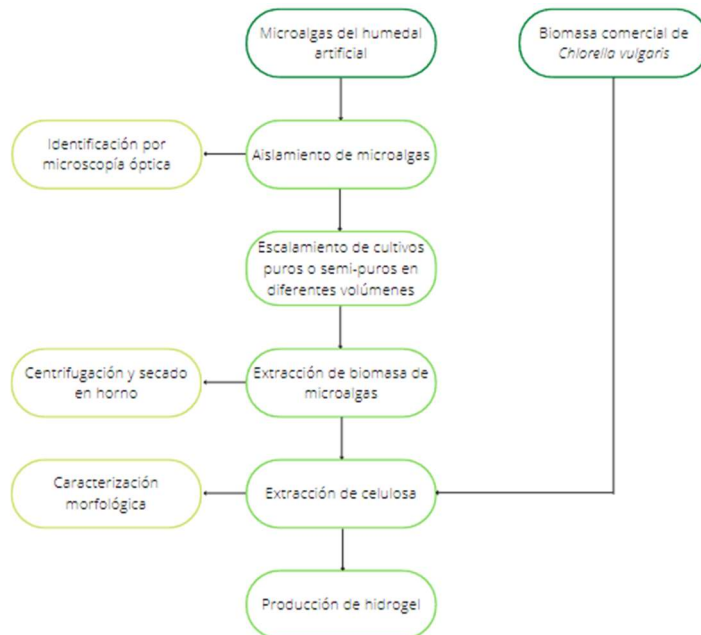 Microalgas del humedal
artificial
Biomasa comercial de
Chlorella vulgaris
Identificación por
microscopía óptica
Aislamiento de microalgas
Escalamiento de cultivos
puros o semi-puros en
diferentes volúmenes
Centrifugación y secado
en horno
Extracción de biomasa de
microalgas
Caracterización
morfológica
Extracción de celulosa
Producción de hidrogel